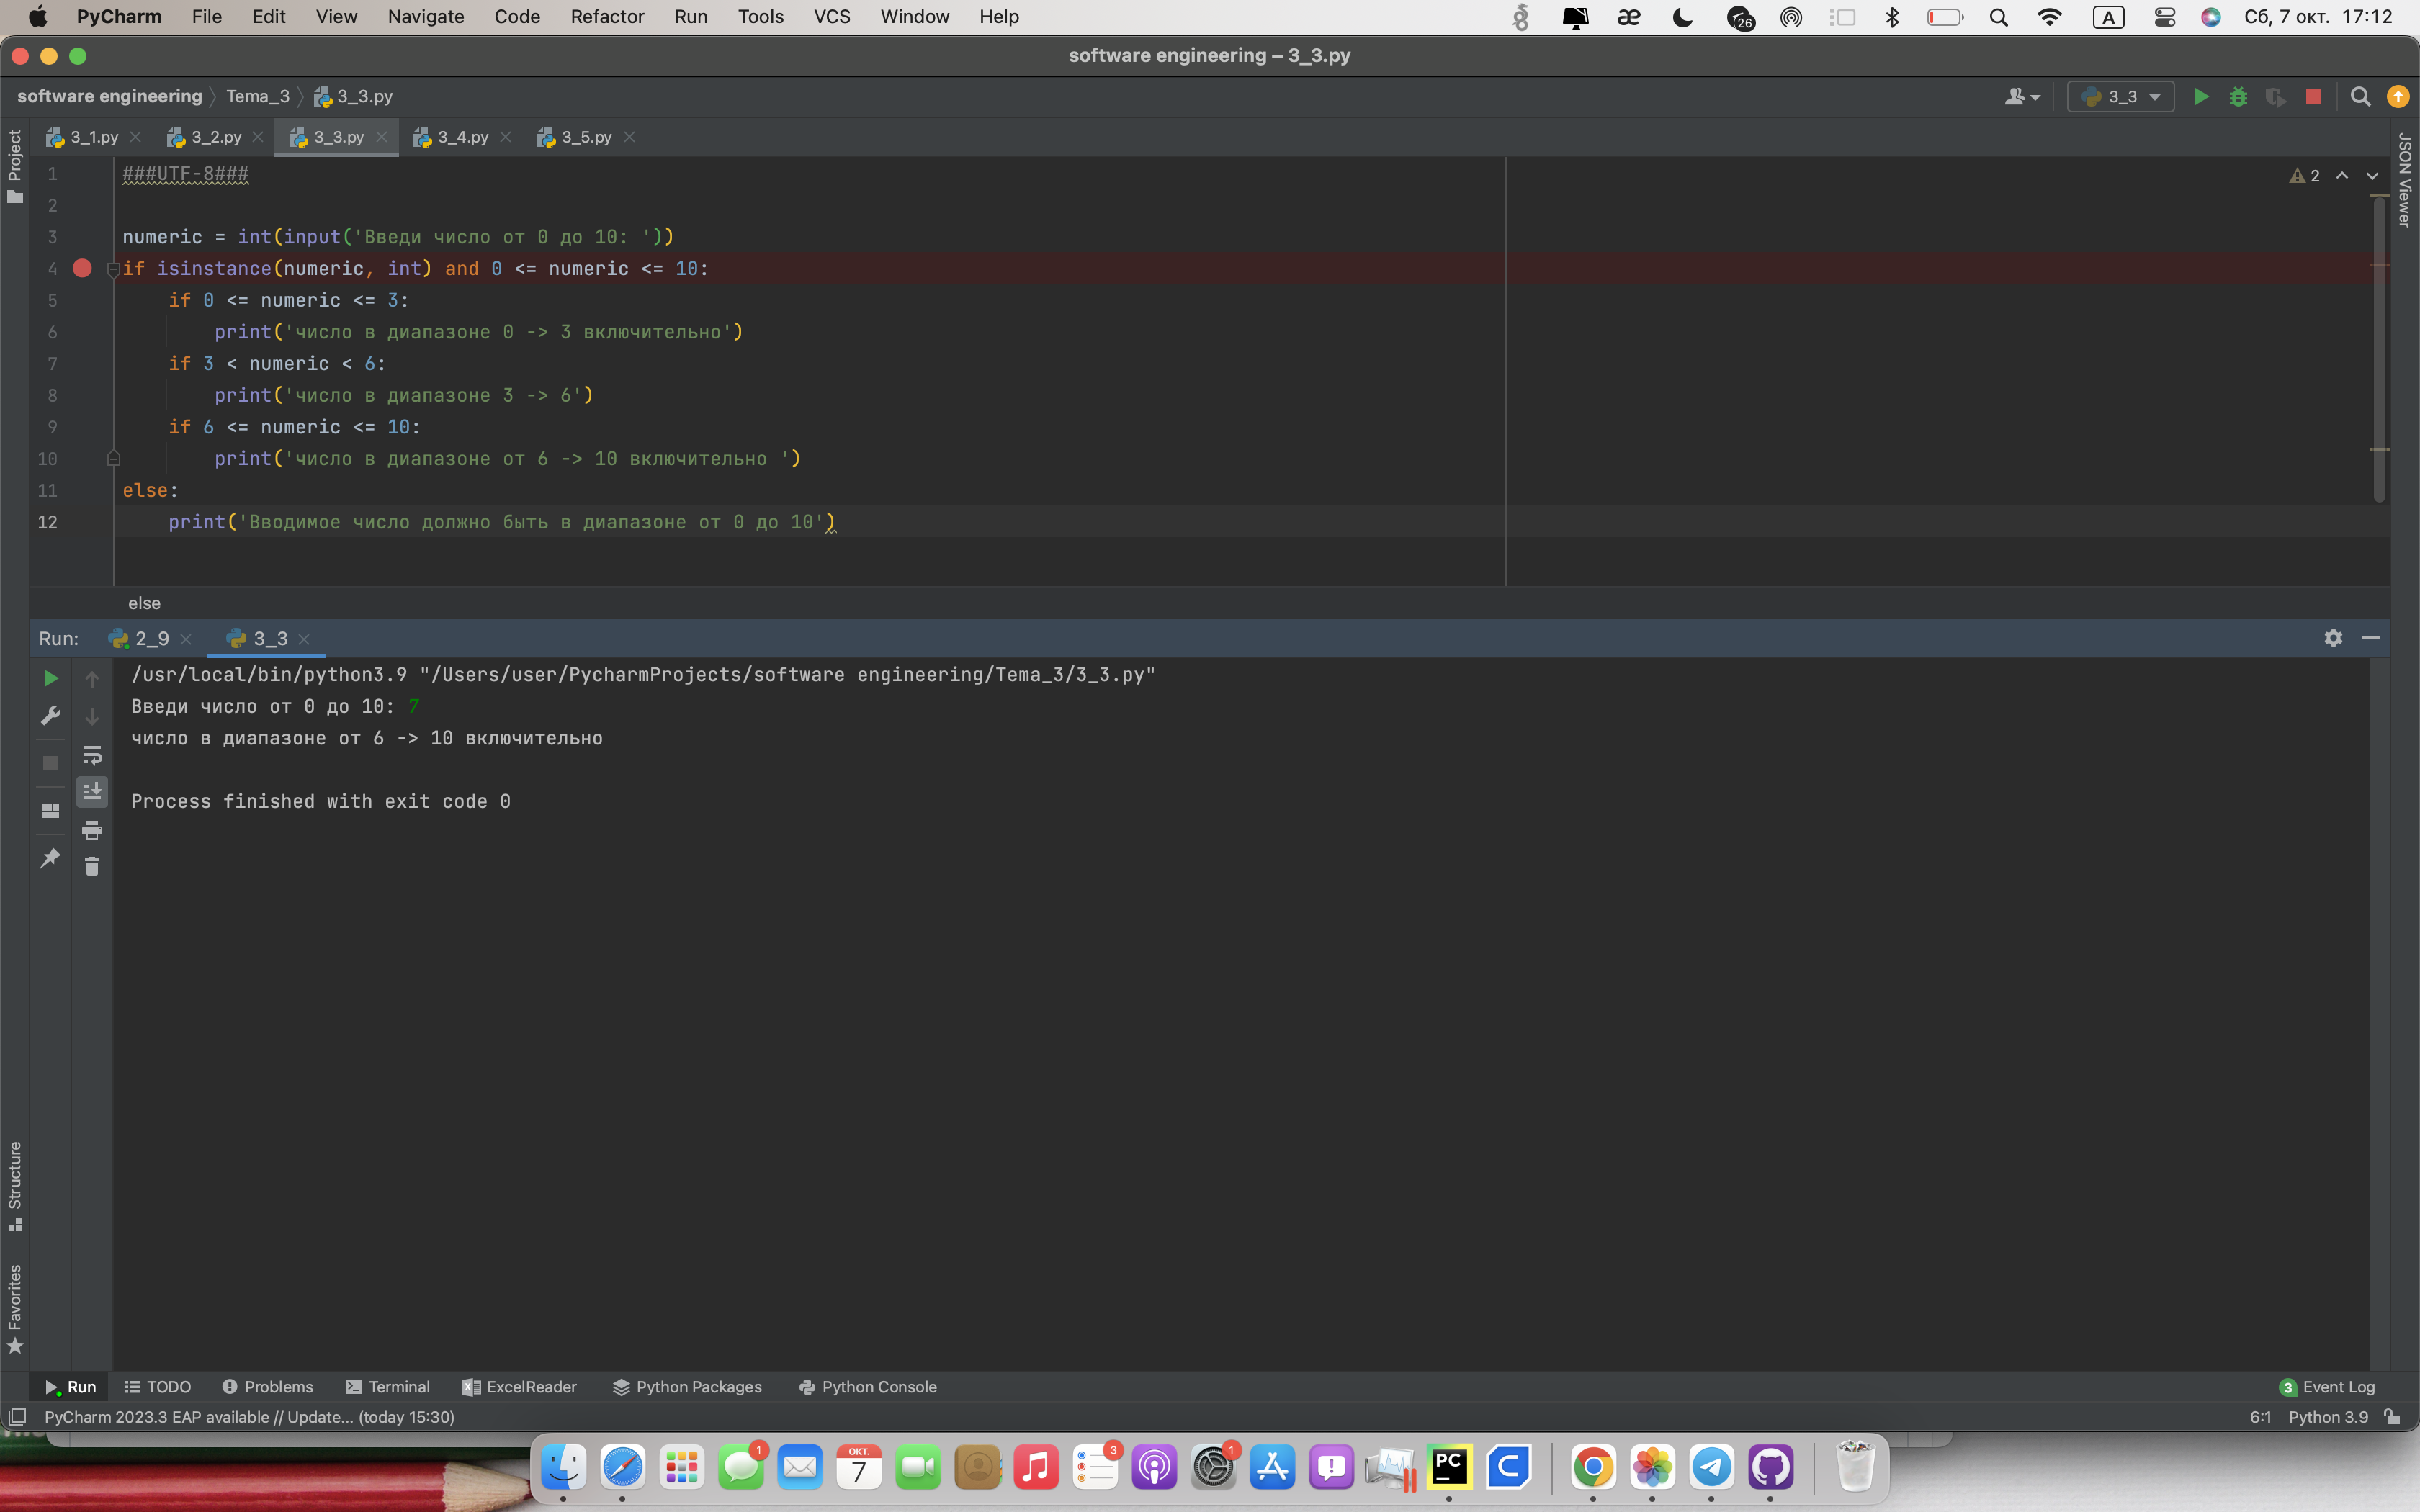 PyCharm File Edit View Navigate Code Refactor Run Tools VCS Window Help æ 26 A Сб, 7 окт. 17:12
software engineering – 3_3.py
software engineering Tema_3 3_3.py 3_3
3_1.py 3_2.py 3_3.py 3_4.py 3_5.py
Project
JSON Viewer
1 ###UTF-8### 2
2
3 numeric = int(input('Введи число от 0 до 10: '))
4 if isinstance(numeric, int) and 0 <= numeric <= 10:
5 if 0 <= numeric <= 3:
6 print('число в диапазоне 0 -> 3 включительно')
7 if 3 < numeric < 6:
8 print('число в диапазоне 3 -> 6')
9 if 6 <= numeric <= 10:
10 print('число в диапазоне от 6 -> 10 включительно ')
11 else:
12 print('Вводимое число должно быть в диапазоне от 0 до 10')
else
Run: 2_9 3_3
/usr/local/bin/python3.9 "/Users/user/PycharmProjects/software engineering/Tema_3/3_3.py"
Введи число от 0 до 10: 7
число в диапазоне от 6 -> 10 включительно
Process finished with exit code 0
Structure
Favorites
Run TODO Problems Terminal ExcelReader Python Packages Python Console 3 Event Log
PyCharm 2023.3 EAP available // Update... (today 15:30) 6:1 Python 3.9
1 ОКТ. 7 3 1 PC C